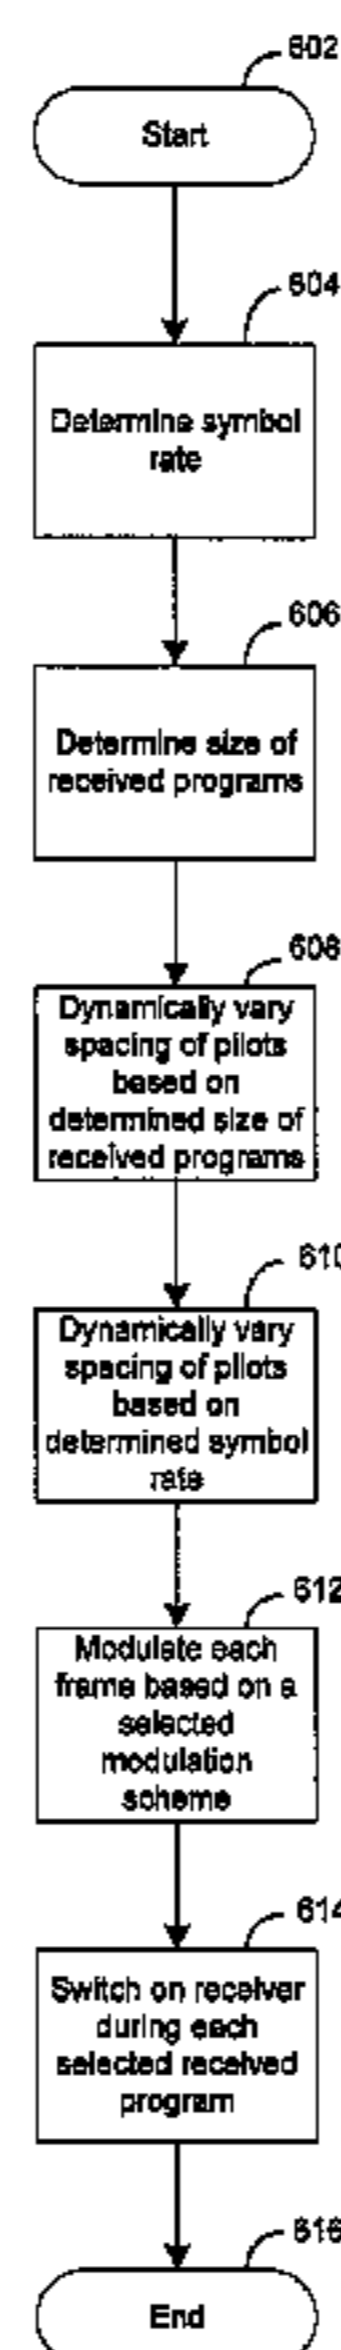 602
Start
604
Determine symbol
rate
606
Determine size of
received programs
608
Dynamically vary
spacing of pilots
based on
determined size of
received programs
610
Dynamically vary
spacing of pilots
based on
determined symbol
rate
612
Modulate each
frame based on a
selected
modulation
scheme
614
Switch on receiver
during each
selected received
program
616
End